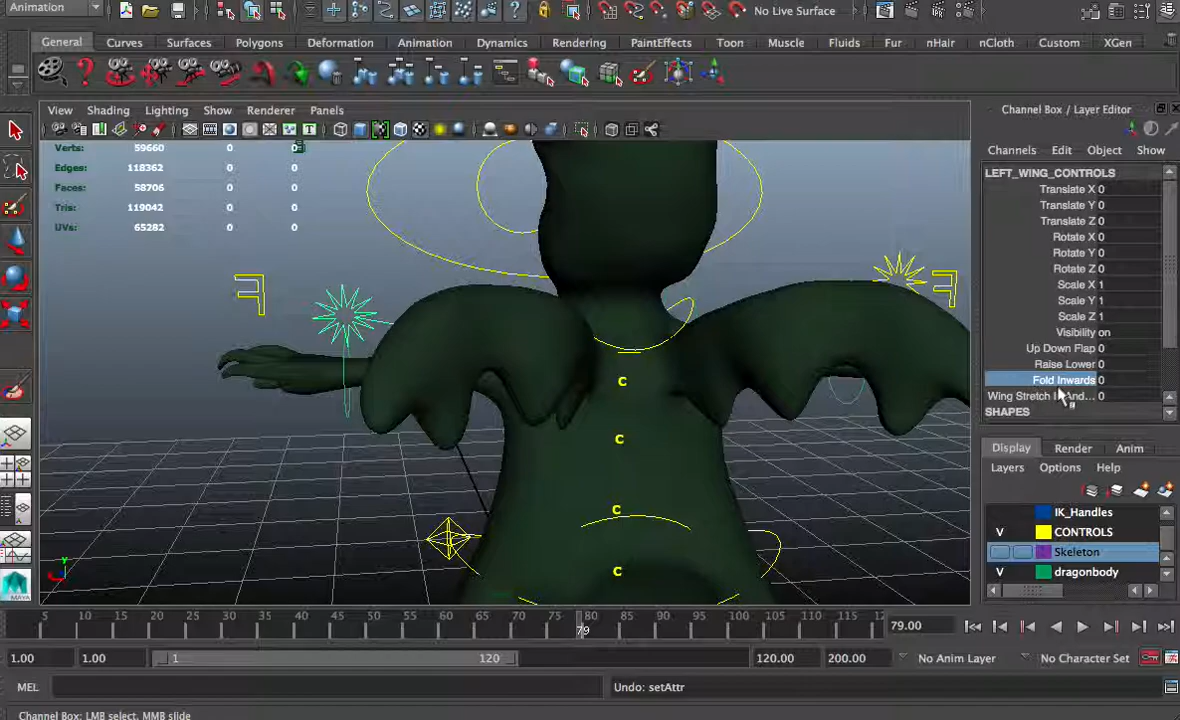 Animation
No Live Surface
General Curves Surfaces Polygons Deformation Animation Dynamics Rendering PaintEffects Toon Muscle Fluids Fur nHair nCloth Custom XGen
View Shading Lighting Show Renderer Panels
Channel Box / Layer Editor
Channels Edit Object Show
Verts: 59660 0 0
Edges: 118362 0 0
Faces: 58706 0 0
Tris: 119042 0 0
UVs: 65282 0 0
LEFT_WING_CONTROLS
Translate X 0
Translate Y 0
Translate Z 0
Rotate X 0
Rotate Y 0
Rotate Z 0
Scale X 1
Scale Y 1
Scale Z 1
Visibility on
Up Down Flap 0
Raise Lower 0
Fold Inwards 0
Wing Stretch 0
SHAPES
F
F
C
C
C
C
Display Render Anim
Layers Options Help
IK_Handles
V CONTROLS
Skeleton
V dragonbody
y
MAYA
5 10 15 20 25 30 35 40 45 50 55 60 65 70 75 80 85 90 95 100 105 110 115 12
79
79.00
1.00 1.00 1 120 120.00 200.00 No Anim Layer No Character Set
MEL Undo: setAttr
Channel Box: LMB select, MMB slide